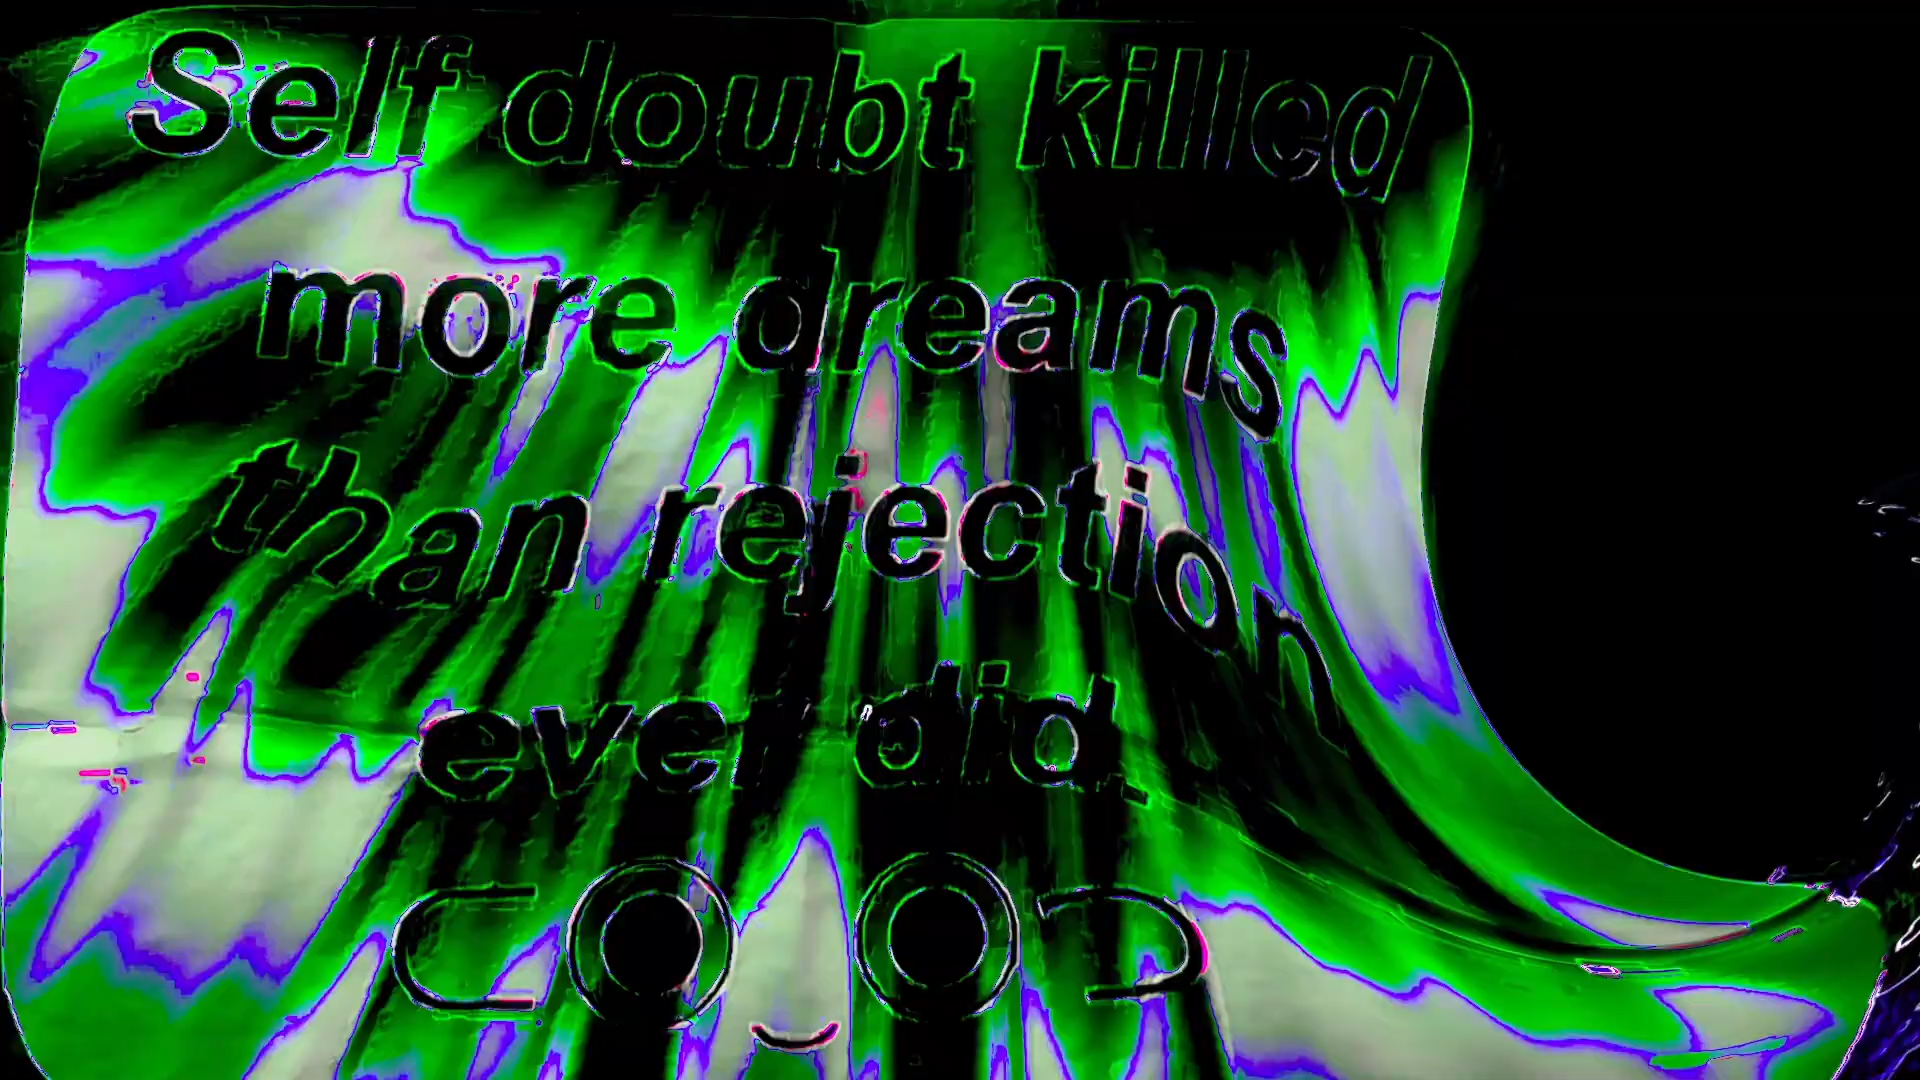 Self doubt killed
more dreams
than rejection
ever did.